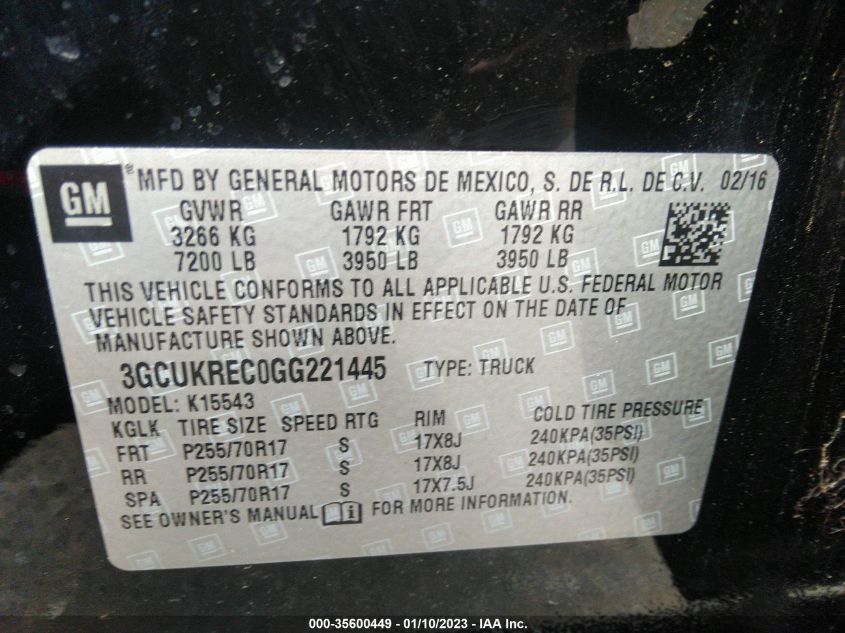 GM
® MFD BY GENERAL MOTORS DE MEXICO, S. DE R.L. DE C.V. 02/16
GVWR GAWR FRT GAWR RR
3266 KG 1792 KG 1792 KG
7200 LB 3950 LB 3950 LB
THIS VEHICLE CONFORMS TO ALL APPLICABLE U.S. FEDERAL MOTOR
VEHICLE SAFETY STANDARDS IN EFFECT ON THE DATE OF
MANUFACTURE SHOWN ABOVE.
3GCUKREC0GG221445 TYPE: TRUCK
MODEL: K15543
KGLK TIRE SIZE SPEED RTG RIM COLD TIRE PRESSURE
FRT P255/70R17 S 17X8J 240KPA(35PSI)
RR P255/70R17 S 17X8J 240KPA(35PSI)
SPA P255/70R17 S 17X7.5J 240KPA(35PSI)
SEE OWNER'S MANUAL i FOR MORE INFORMATION.
000-35600449 - 01/10/2023 - IAA Inc.